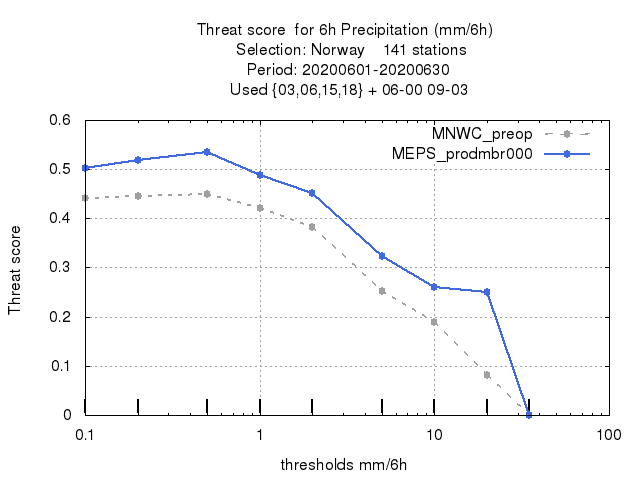 Threat score  for 6h Precipitation (mm/6h)
Selection: Norway    141 stations
Period: 20200601-20200630
Used {03,06,15,18} + 06-00 09-03
MNWC_preop
MEPS_prodmbr000
Threat score
0.6
0.5
0.4
0.3
0.2
0.1
0
0.1 1 10 100
thresholds mm/6h